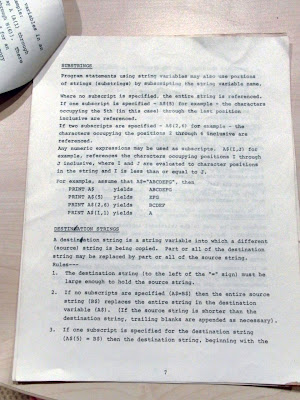 SUBSTRINGS
Program statements using string variables may also use portions
of strings (substrings) by subscripting the string variable name.
Where no subscript is specified, the entire string is referenced.
If one subscript is specified - A$(5) for example - the characters
occupying the 5th (in this case) through the last position
inclusive are referenced.
If two subscripts are specified - A$(2,6) for example - the
characters occupying the positions 2 through 6 inclusive are
referenced.
Any numeric expressions may be used as subscripts. A$(I,J) for
example, references the characters occupying positions I through
J inclusive, where I and J are evaluated to character positions
in the string and I is less than or equal to J.
For example, assume that A$="ABCDEFG", then
PRINT A$ yields ABCDEFG
PRINT A$(5) yields EFG
PRINT A$(2,6) yields BCDEF
PRINT A$(1,1) yields A
DESTINATION STRINGS
A destination string is a string variable into which a different
(source) string is being copied. Part or all of the destination
string may be replaced by part or all of the source string.
Rules---
1. The destination (to the left of the "=" sign) must be
large enough to hold the source string.
2. If no subscripts are specified (A$=B$) then the entire source
string (B$) replaces the entire string in the destination
variable (A$). (If the source string is shorter than the
destination string, trailing blanks are appended as necessary).
3. If one subscript is specified for the destination string
(A$(5) = B$) then the destination string, beginning with the
7